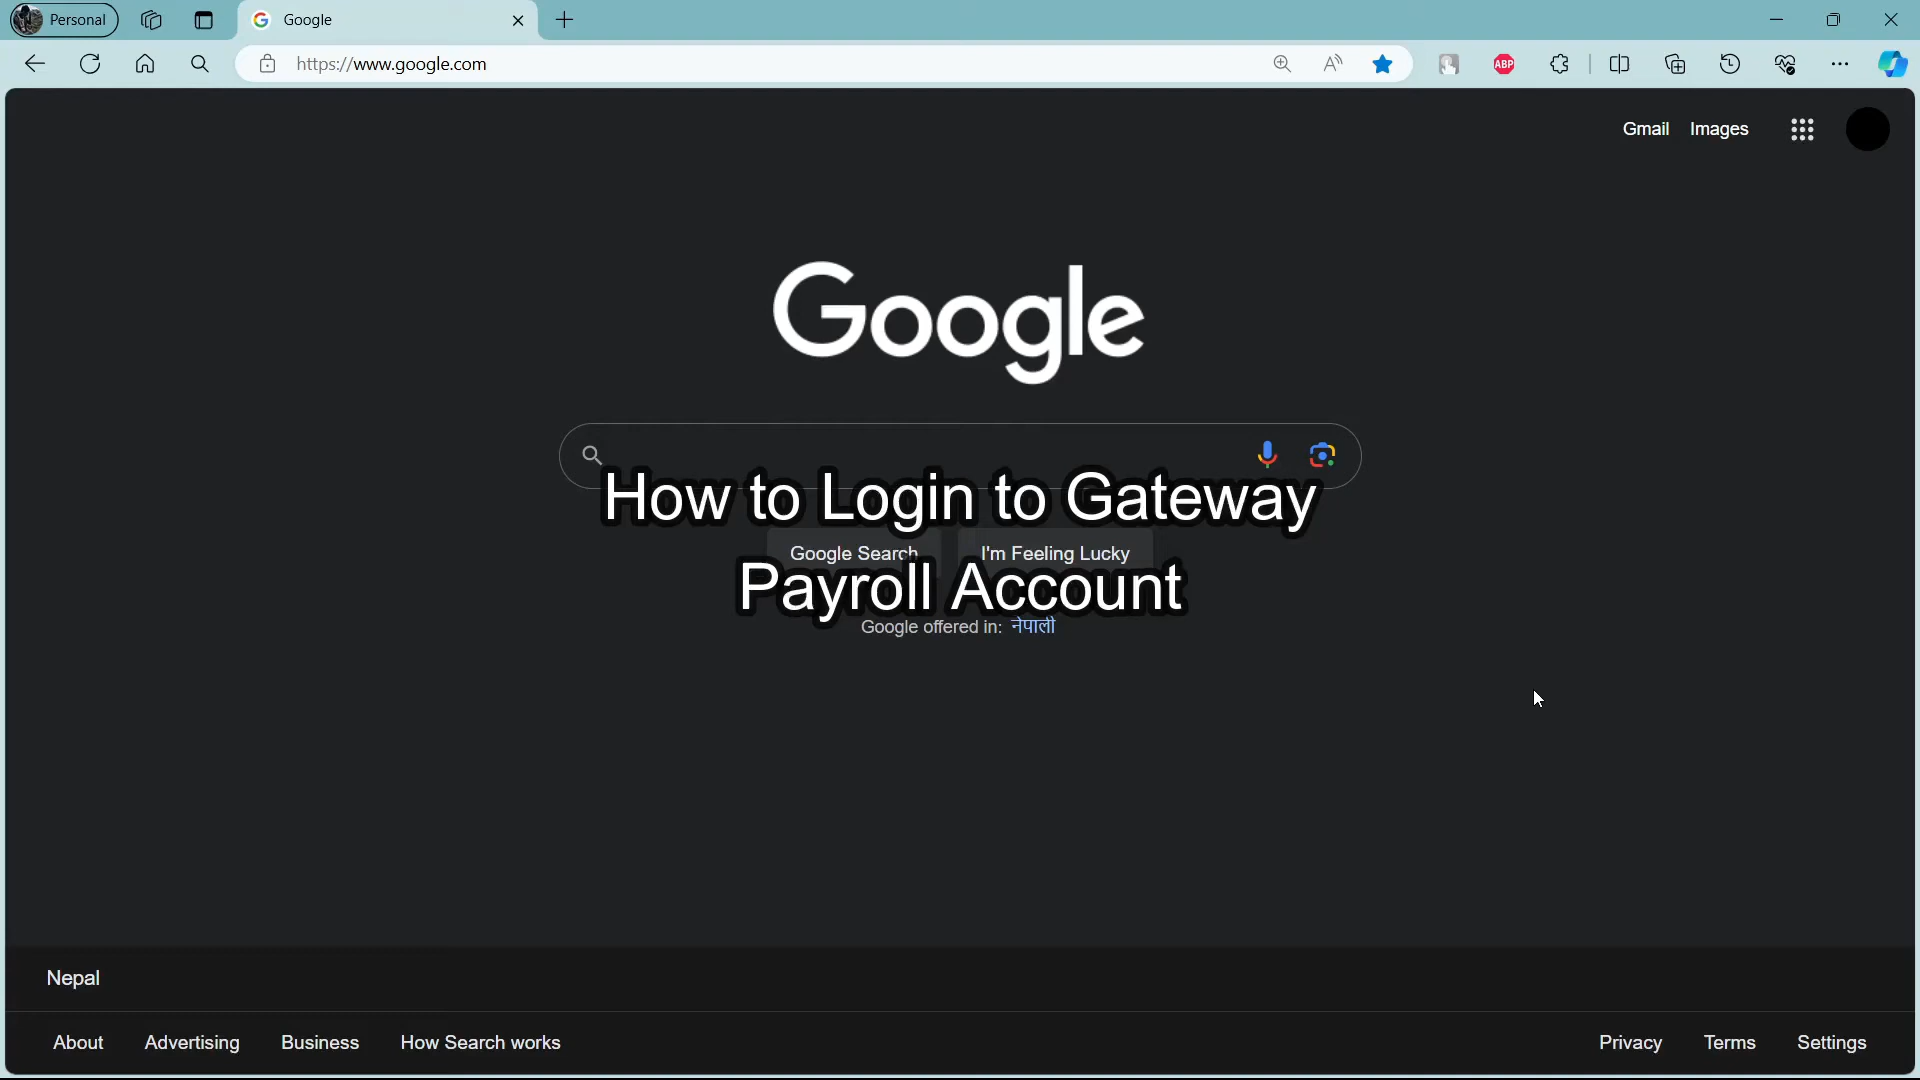 Personal
Google
https://www.google.com
ABP
Gmail Images
Google
How to Login to Gateway
Google Search I'm Feeling Lucky
Payroll Account
Google offered in: नेपाली
Nepal
About Advertising Business How Search works Privacy Terms Settings